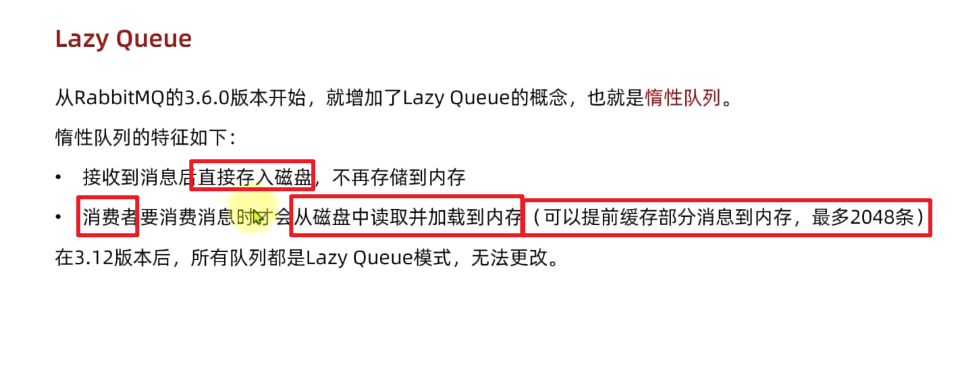 Lazy Queue
从RabbitMQ的3.6.0版本开始，就增加了Lazy Queue的概念，也就是惰性队列。
惰性队列的特征如下：
• 接收到消息后直接存入磁盘，不再存储到内存
• 消费者要消费消息时才会从磁盘中读取并加载到内存（可以提前缓存部分消息到内存，最多2048条）
在3.12版本后，所有队列都是Lazy Queue模式，无法更改。